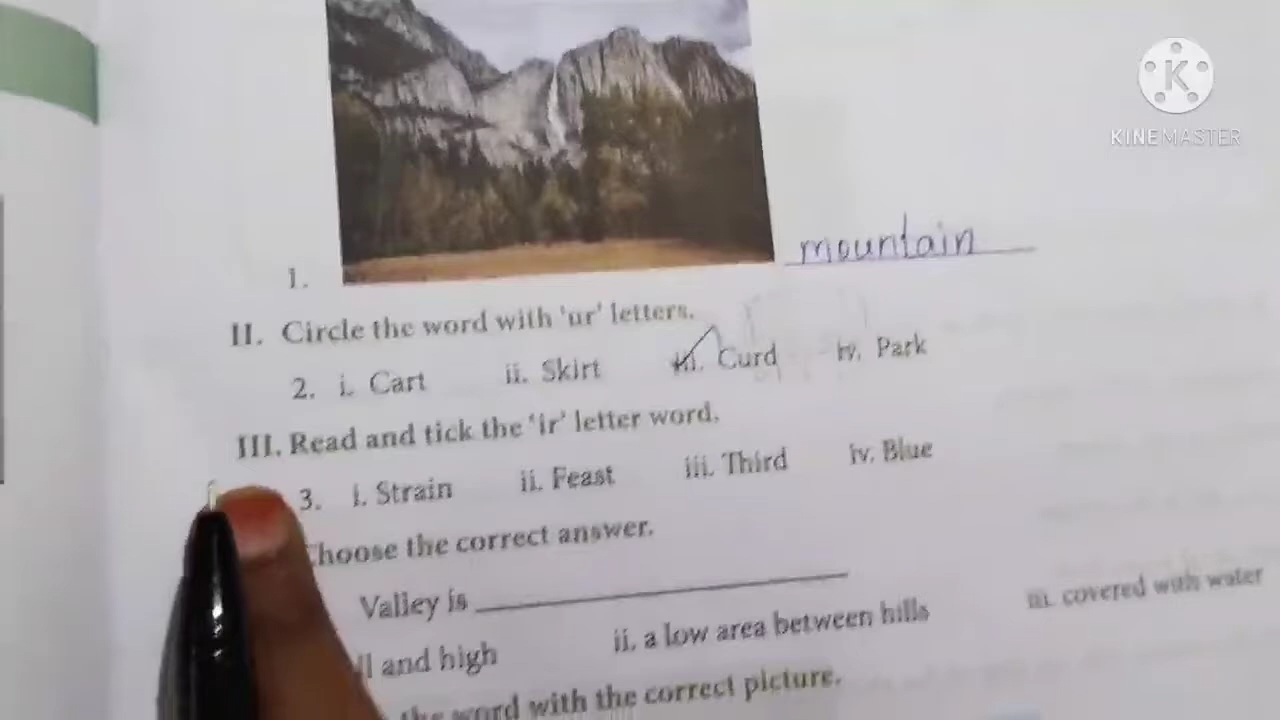 K
KINEMASTER
mountain
1.
II. Circle the word with 'ur' letters.
2. i. Cart ii. Skirt iii. Curd iv. Park
III. Read and tick the 'ir' letter word.
3. i. Strain ii. Feast iii. Third iv. Blue
Choose the correct answer.
Valley is
and high ii. a low area between hills iii. covered with water
the word with the correct picture.